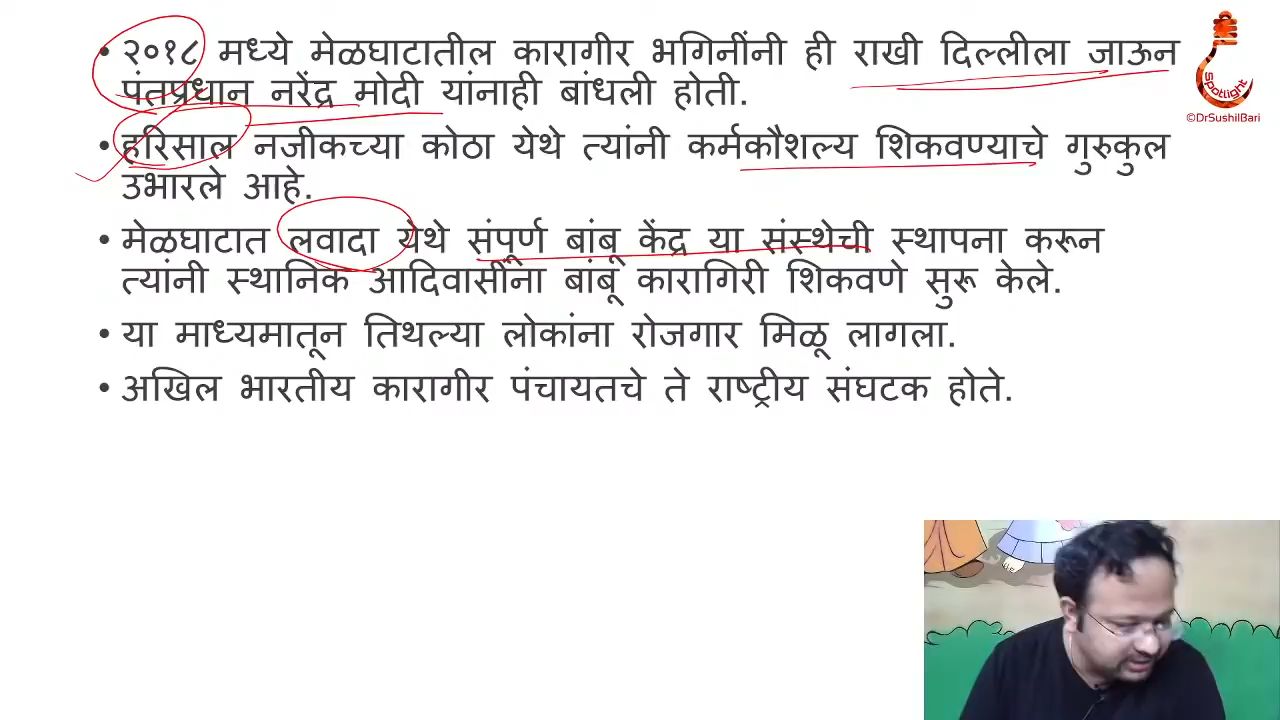 २०१८ मध्ये मेळघाटातील कारागीर भगिनींनी ही राखी दिल्लीला जाऊन
पंतप्रधान नरेंद्र मोदी यांनाही बांधली होती.
हरिसाल नजीकच्या कोठा येथे त्यांनी कर्मकौशल्य शिकवण्याचे गुरुकुल
उभारले आहे.
मेळघाटात लवादा येथे संपूर्ण बांबू केंद्र या संस्थेची स्थापना करून
त्यांनी स्थानिक आदिवासींना बांबू कारागिरी शिकवणे सुरू केले.
या माध्यमातून तिथल्या लोकांना रोजगार मिळू लागला.
अखिल भारतीय कारागीर पंचायतचे ते राष्ट्रीय संघटक होते.
Spotlight
©DrSushilBari